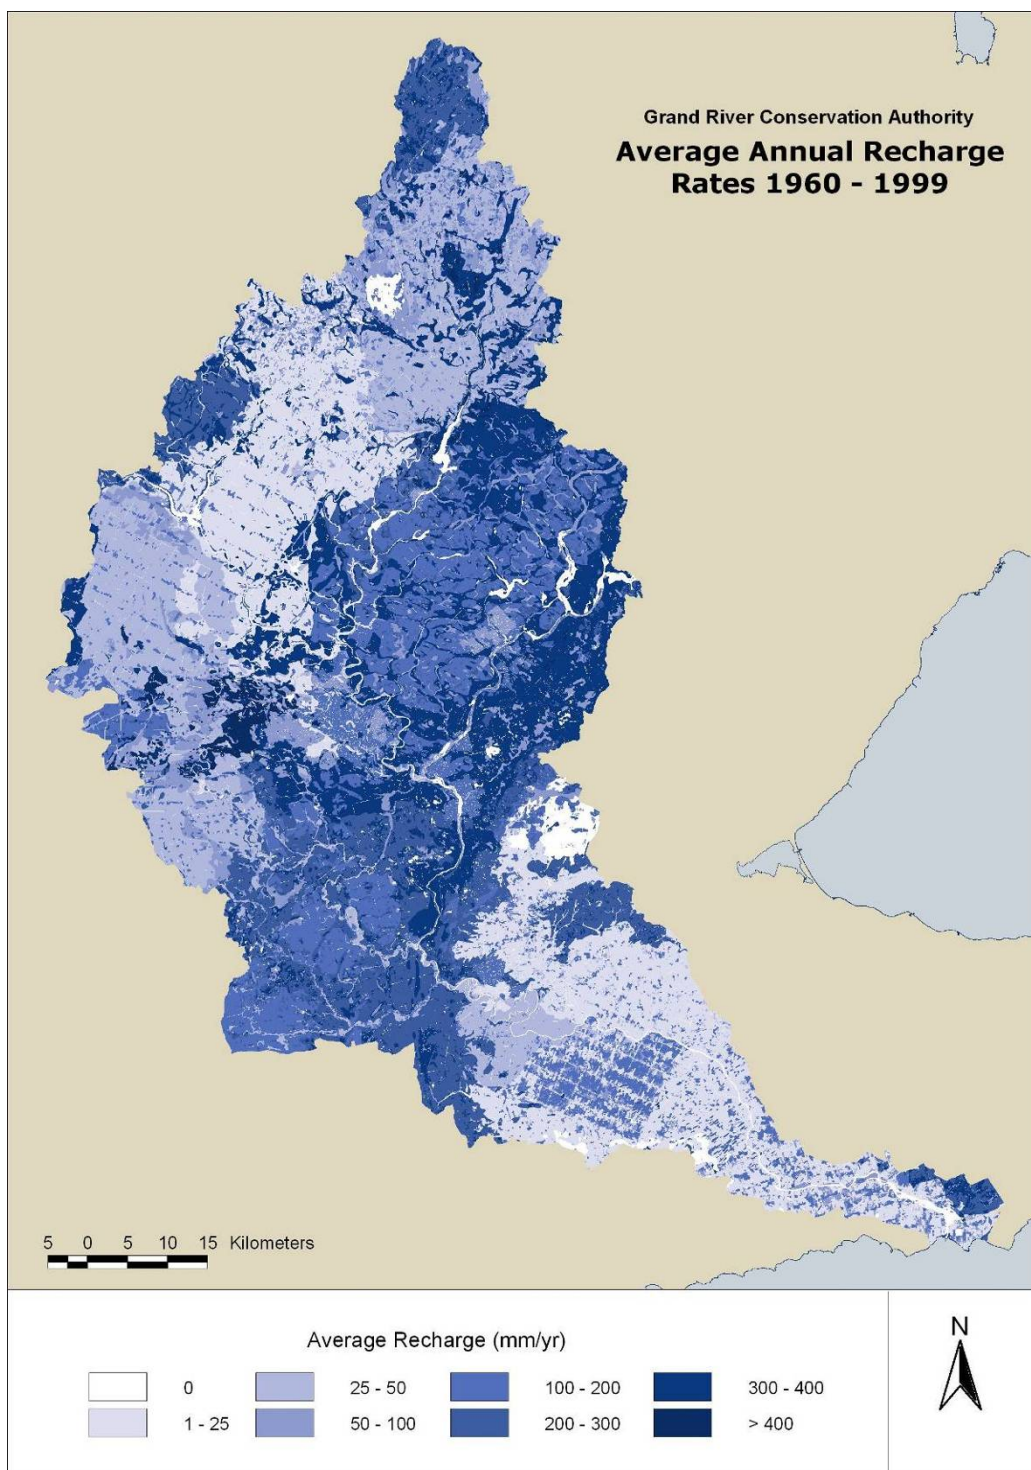 Grand River Conservation Authority
Average Annual Recharge
Rates 1960 - 1999
5 0 5 10 15 Kilometers
Average Recharge (mm/yr)
0 25 - 50 100 - 200 300 - 400
1 - 25 50 - 100 200 - 300 > 400
N